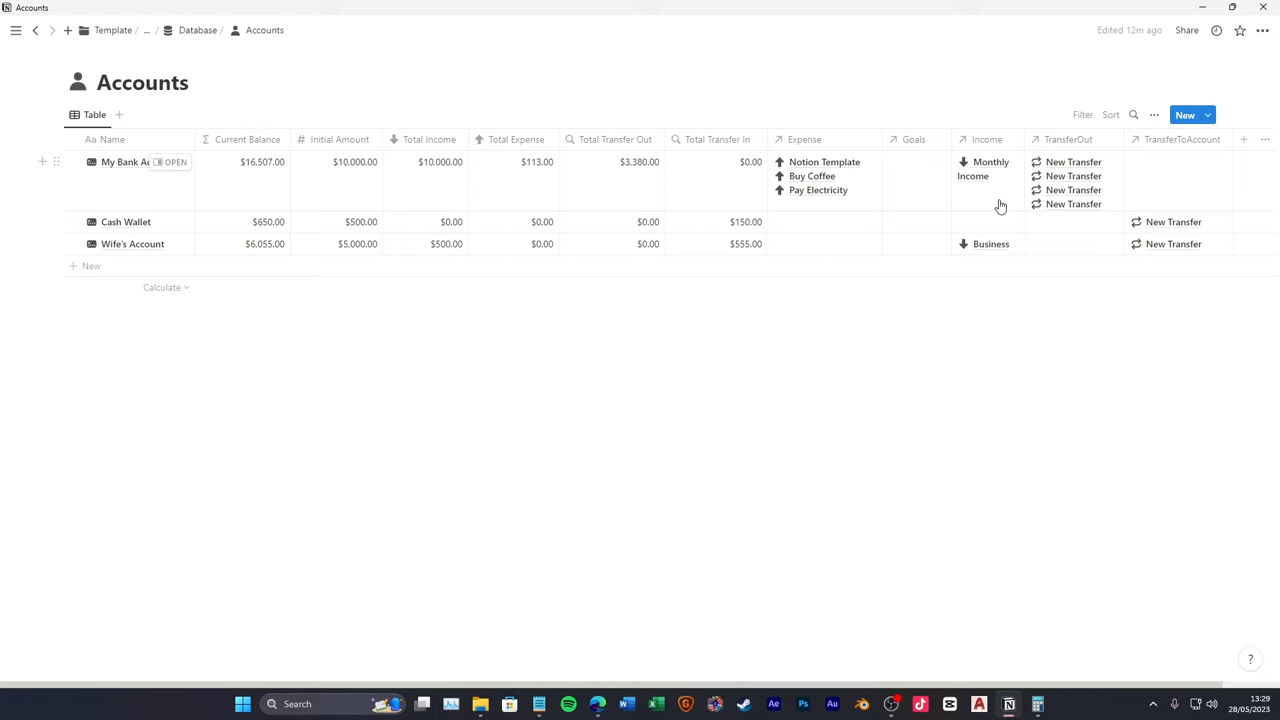 Accounts
Template / ... / Database / Accounts
Edited 12m ago Share
Accounts
Table
Filter Sort New
Aa Name Current Balance Initial Amount Total Income Total Expense Total Transfer Out Total Transfer In Expense Goals Income TransferOut TransferToAccount
My Bank Ac OPEN $16,507.00 $10,000.00 $10,000.00 $113.00 $3,380.00 $0.00 Notion Template Monthly New Transfer
Buy Coffee Income New Transfer
Pay Electricity New Transfer
New Transfer
Cash Wallet $650.00 $500.00 $0.00 $0.00 $0.00 $150.00 New Transfer
Wife's Account $6,055.00 $5,000.00 $500.00 $0.00 $0.00 $555.00 Business New Transfer
+ New
Calculate
?
Search
13:29
28/05/2023